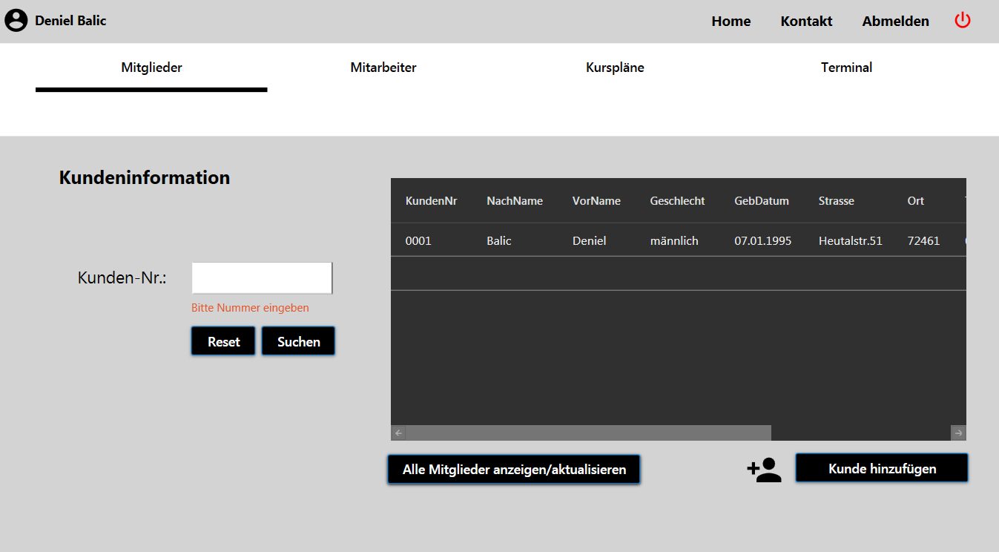 Deniel Balic
Home Kontakt Abmelden
Mitglieder Mitarbeiter Kurspläne Terminal
Kundeninformation
KundenNr NachName VorName Geschlecht GebDatum Strasse Ort
0001 Balic Deniel männlich 07.01.1995 Heutalstr.51 72461
Kunden-Nr.:
Bitte Nummer eingeben
Reset Suchen
Alle Mitglieder anzeigen/aktualisieren
Kunde hinzufügen